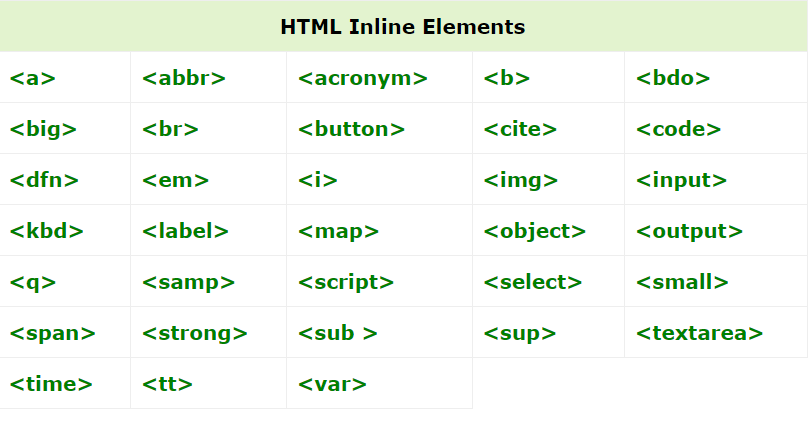 HTML Inline Elements
<a> <abbr> <acronym> <b> <bdo>
<big> <br> <button> <cite> <code>
<dfn> <em> <i> <img> <input>
<kbd> <label> <map> <object> <output>
<q> <samp> <script> <select> <small>
<span> <strong> <sub > <sup> <textarea>
<time> <tt> <var>